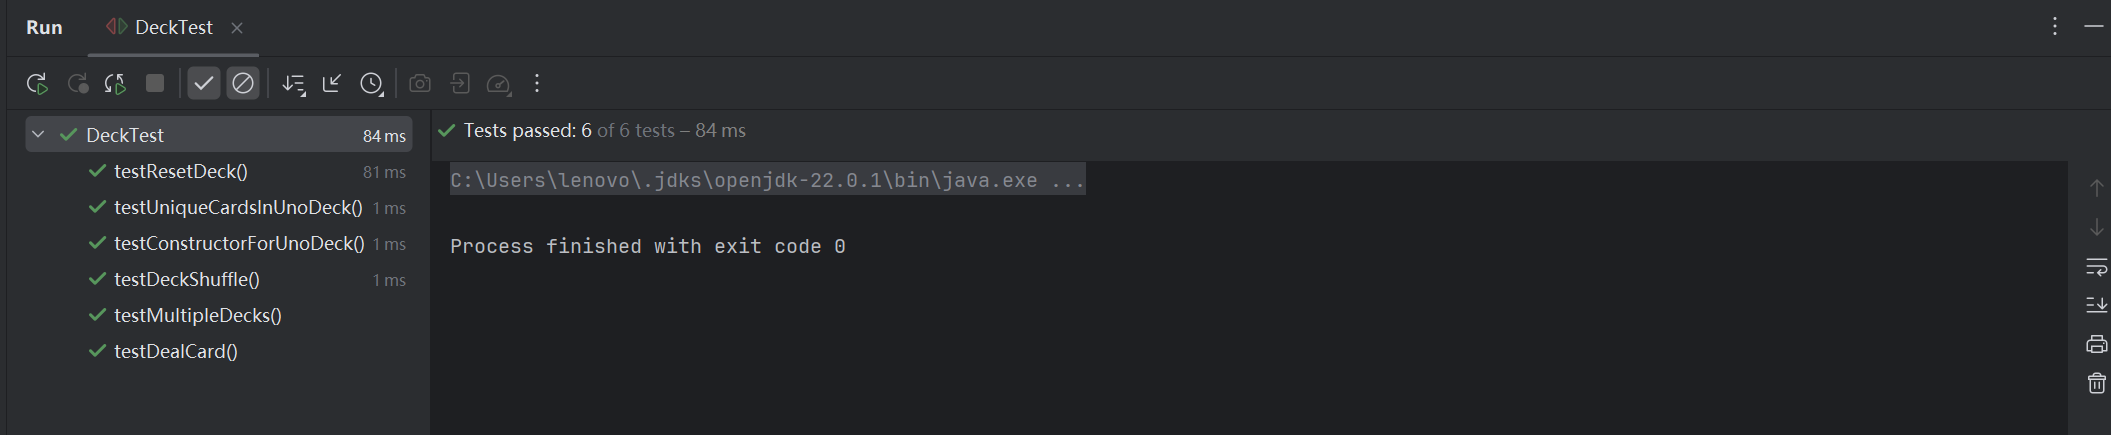 Run DeckTest
DeckTest 84 ms
testResetDeck() 81 ms
testUniqueCardsInUnoDeck() 1 ms
testConstructorForUnoDeck() 1 ms
testDeckShuffle() 1 ms
testMultipleDecks()
testDealCard()
Tests passed: 6 of 6 tests – 84 ms
C:\Users\lenovo\.jdks\openjdk-22.0.1\bin\java.exe ...
Process finished with exit code 0